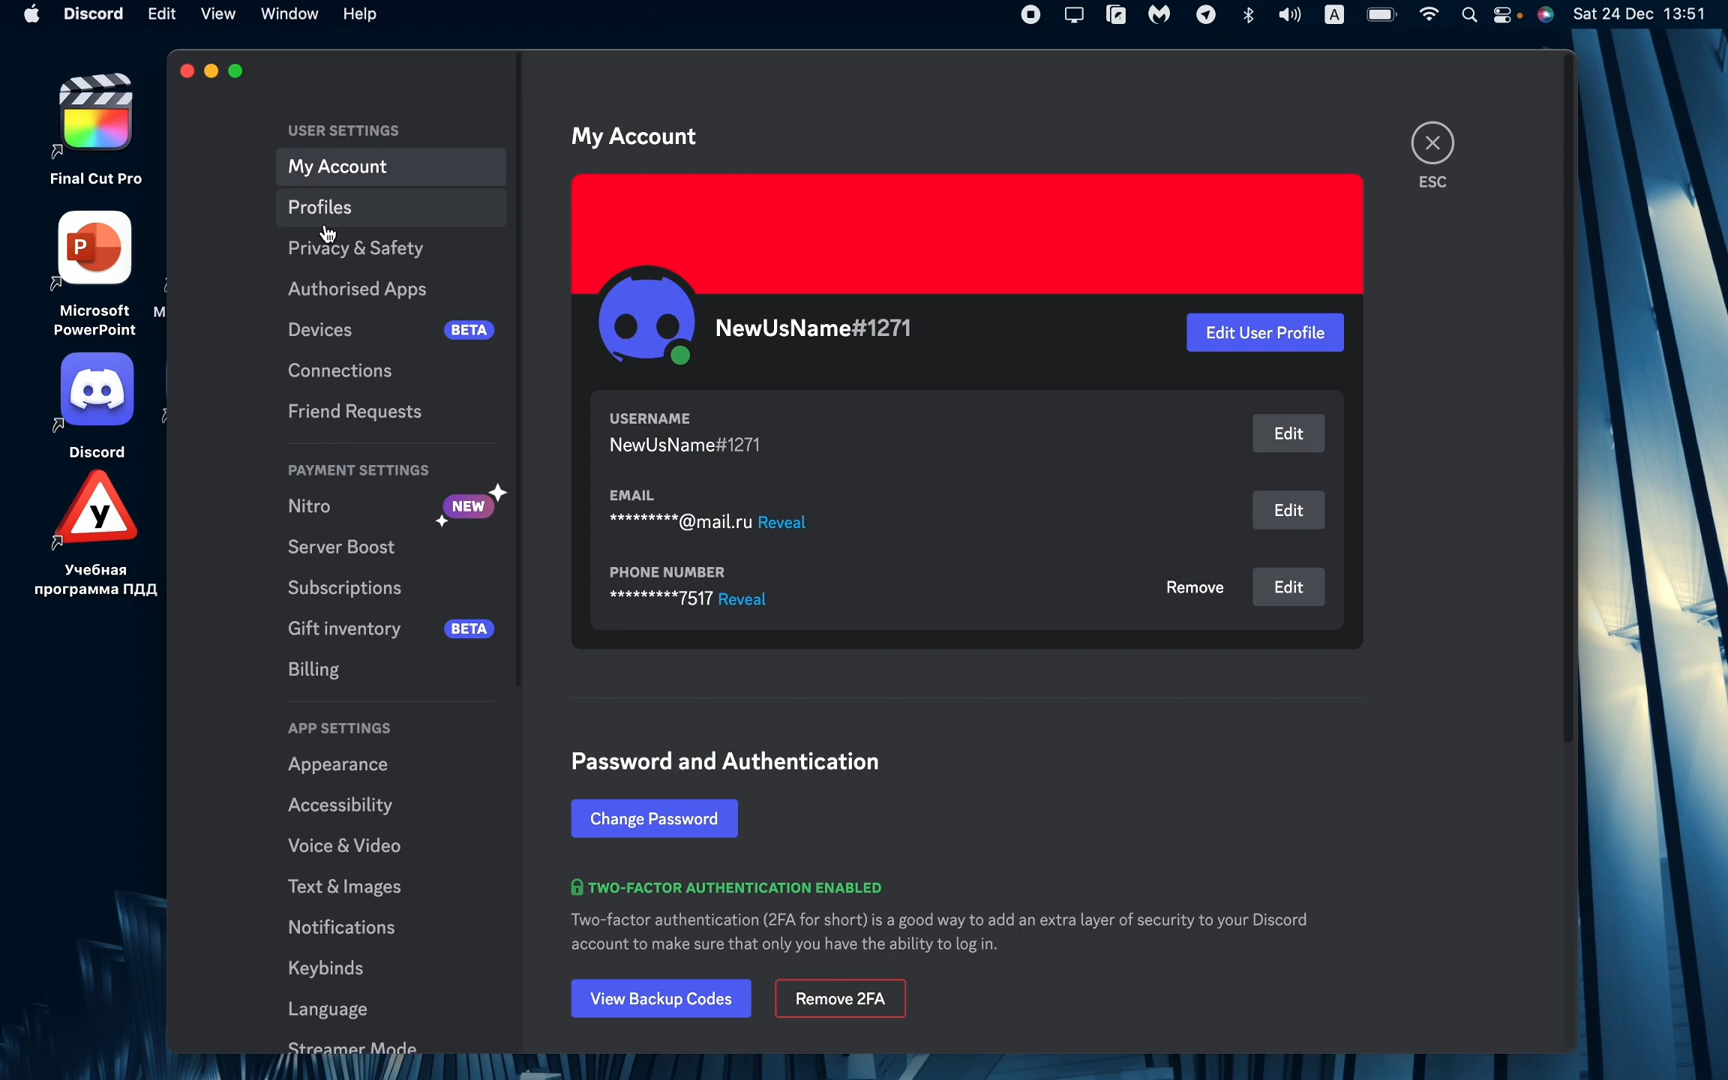 Discord Edit View Window Help
A Sat 24 Dec 13:51
Final Cut Pro
P
Microsoft
PowerPoint
M
Discord
У
Учебная
программа ПДД
USER SETTINGS
My Account
Profiles
Privacy & Safety
Authorised Apps
Devices BETA
Connections
Friend Requests
PAYMENT SETTINGS
Nitro NEW
Server Boost
Subscriptions
Gift inventory BETA
Billing
APP SETTINGS
Appearance
Accessibility
Voice & Video
Text & Images
Notifications
Keybinds
Language
Streamer Mode
My Account
ESC
NewUsName#1271
Edit User Profile
USERNAME
NewUsName#1271
Edit
EMAIL
*********@mail.ru Reveal
Edit
PHONE NUMBER
*********7517 Reveal
Remove Edit
Password and Authentication
Change Password
TWO-FACTOR AUTHENTICATION ENABLED
Two-factor authentication (2FA for short) is a good way to add an extra layer of security to your Discord
account to make sure that only you have the ability to log in.
View Backup Codes Remove 2FA